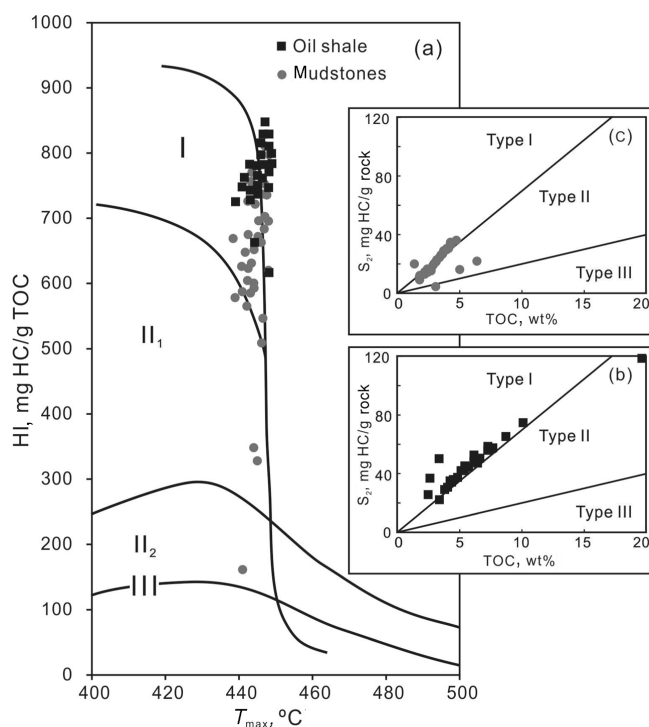 1000
900
800
700
600
500
400
300
200
100
0
HI, mg HC/g TOC
400 420 440 460 480 500
Tmax, ºC
(a)
Oil shale
Mudstones
I
II₁
II₂
III
(c)
120
80
40
0
S₂, mg HC/g rock
Type I
Type II
Type III
0 5 10 15 20
TOC, wt%
(b)
120
80
40
0
S₂, mg HC/g rock
Type I
Type II
Type III
0 5 10 15 20
TOC, wt%